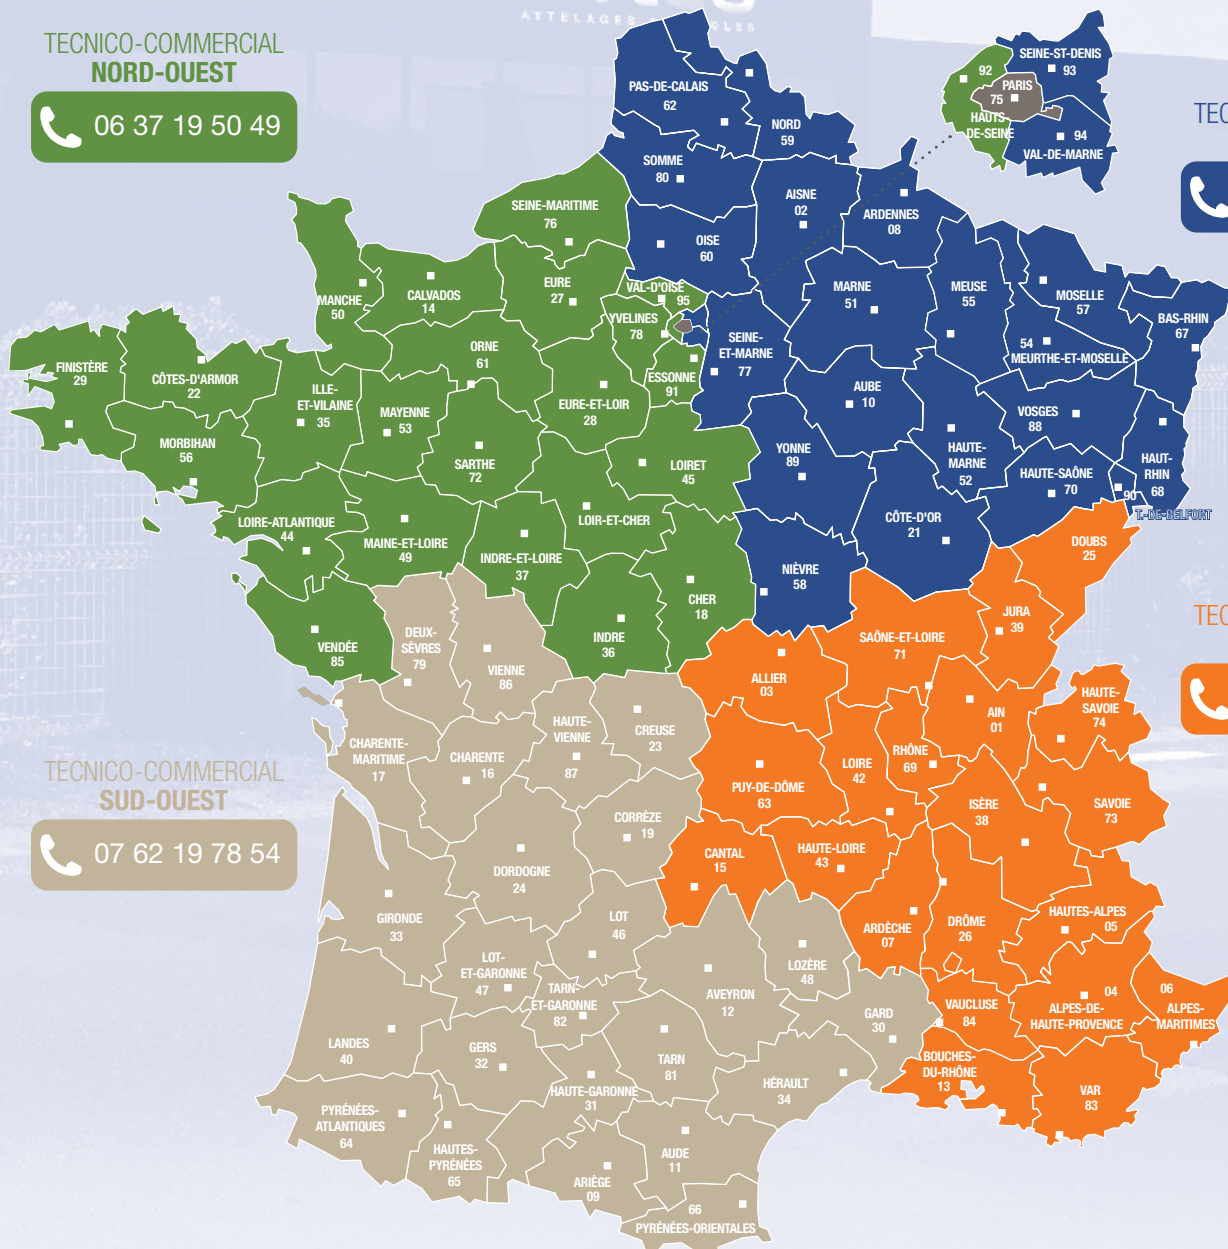 ATTELAGES
TECNICO-COMMERCIAL
NORD-OUEST
06 37 19 50 49
TEC
TEC
TECNICO-COMMERCIAL
SUD-OUEST
07 62 19 78 54
SEINE-ST-DENIS
93
92
PARIS
75
HAUTS-
DE-SEINE
94
VAL-DE-MARNE
PAS-DE-CALAIS
62
NORD
59
SOMME
80
AISNE
02
ARDENNES
08
SEINE-MARITIME
76
OISE
60
EURE
27
VAL-D'OISE
95
YVELINES
78
ESSONNE
91
SEINE-
ET-MARNE
77
MARNE
51
MEUSE
55
MOSELLE
57
54
MEURTHE-ET-MOSELLE
BAS-RHIN
67
MANCHE
50
CALVADOS
14
ORNE
61
FINISTÈRE
29
CÔTES-D'ARMOR
22
ILLE-
ET-VILAINE
35
MAYENNE
53
MORBIHAN
56
SARTHE
72
EURE-ET-LOIR
28
LOIRET
45
AUBE
10
VOSGES
88
HAUT-
RHIN
68
YONNE
89
HAUTE-
MARNE
52
HAUTE-SAÔNE
70
90
T.-DE-BELFORT
LOIRE-ATLANTIQUE
44
MAINE-ET-LOIRE
49
INDRE-ET-LOIRE
37
LOIR-ET-CHER
CÔTE-D'OR
21
DOUBS
25
NIÈVRE
58
CHER
18
INDRE
36
VENDÉE
85
DEUX-
SÈVRES
79
VIENNE
86
JURA
39
SAÔNE-ET-LOIRE
71
ALLIER
03
AIN
01
HAUTE-
SAVOIE
74
CHARENTE-
MARITIME
17
CHARENTE
16
HAUTE-
VIENNE
87
CREUSE
23
PUY-DE-DÔME
63
LOIRE
42
RHÔNE
69
ISÈRE
38
SAVOIE
73
CORRÈZE
19
CANTAL
15
HAUTE-LOIRE
43
DORDOGNE
24
GIRONDE
33
LOT
46
ARDÈCHE
07
DRÔME
26
HAUTES-ALPES
05
LOT-
ET-GARONNE
47
TARN-
ET-GARONNE
82
AVEYRON
12
LOZÈRE
48
GARD
30
VAUCLUSE
84
04
ALPES-DE-
HAUTE-PROVENCE
06
ALPES-
MARITIMES
LANDES
40
GERS
32
TARN
81
HAUTE-GARONNE
31
HÉRAULT
34
BOUCHES-
DU-RHÔNE
13
VAR
83
PYRÉNÉES-
ATLANTIQUES
64
HAUTES-
PYRÉNÉES
65
ARIÈGE
09
AUDE
11
66
PYRÉNÉES-ORIENTALES